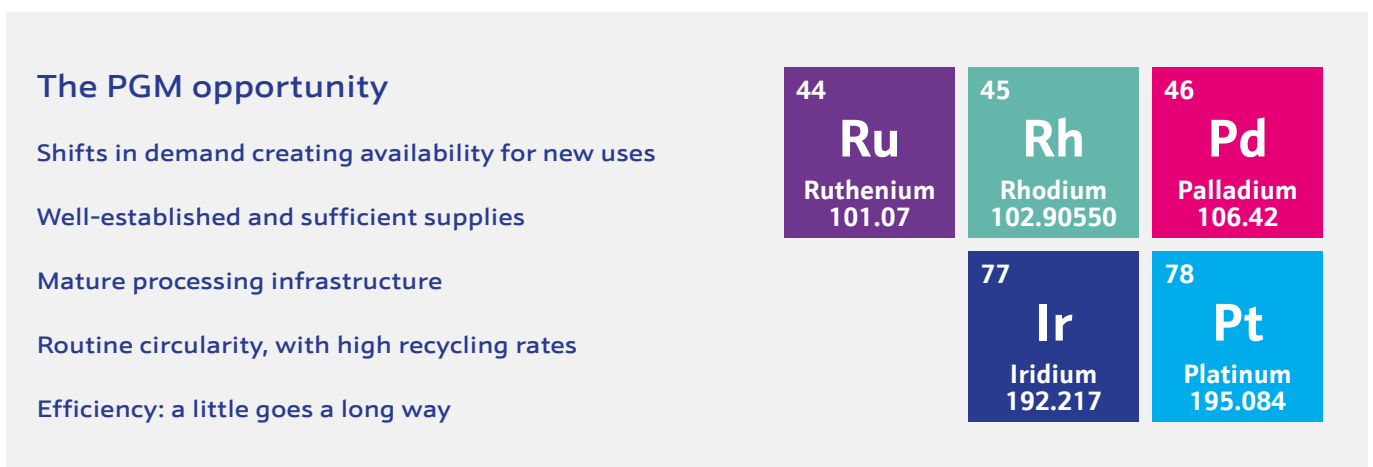 The PGM opportunity
Shifts in demand creating availability for new uses
Well-established and sufficient supplies
Mature processing infrastructure
Routine circularity, with high recycling rates
Efficiency: a little goes a long way
44
Ru
Ruthenium
101.07
45
Rh
Rhodium
102.90550
46
Pd
Palladium
106.42
77
Ir
Iridium
192.217
78
Pt
Platinum
195.084